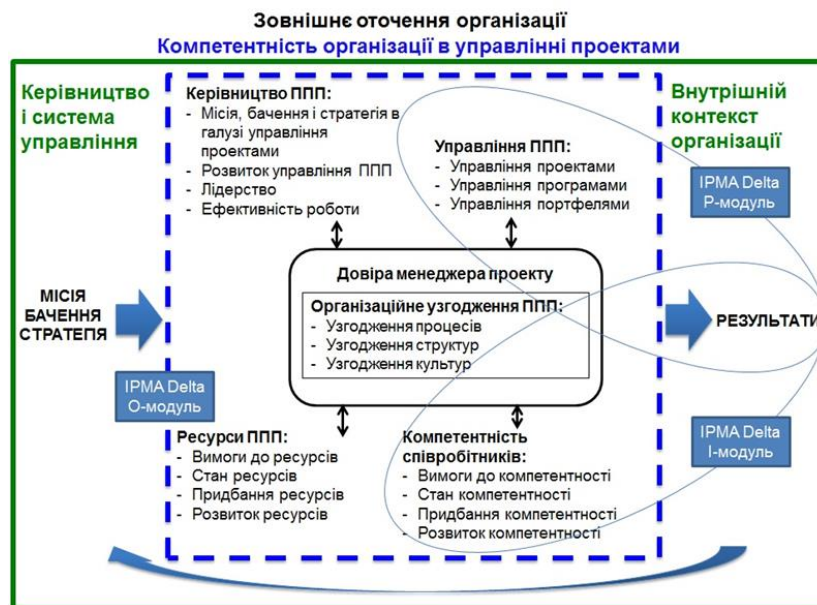 Зовнішнє оточення організації
Компетентність організації в управлінні проектами
Керівництво
і система
управління
Керівництво ППП:
- Місія, бачення і стратегія в
галузі управління
проектами
- Розвиток управління ППП
- Лідерство
- Ефективність роботи
Управління ППП:
- Управління проектами
- Управління програмами
- Управління портфелями
Внутрішній
контекст
організації
IPMA Delta
Р-модуль
МІСІЯ
БАЧЕННЯ
СТРАТЕГІЯ
Довіра менеджера проекту
Організаційне узгодження ППП:
- Узгодження процесів
- Узгодження структур
- Узгодження культур
РЕЗУЛЬТАТИ
IPMA Delta
О-модуль
IPMA Delta
І-модуль
Ресурси ППП:
- Вимоги до ресурсів
- Стан ресурсів
- Придбання ресурсів
- Розвиток ресурсів
Компетентність
співробітників:
- Вимоги до компетентності
- Стан компетентності
- Придбання компетентності
- Розвиток компетентності